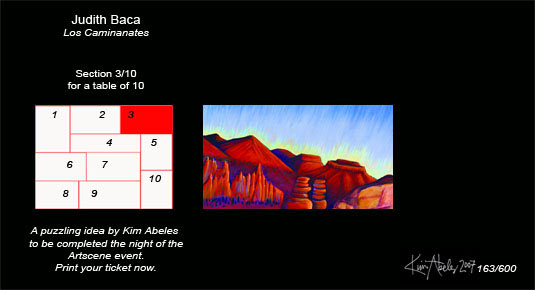 Judith Baca
Los Caminanates
Section 3/10
for a table of 10
1 2 3
4 5
6 7
10
8 9
A puzzling idea by Kim Abeles
to be completed the night of the
Artscene event.
Print your ticket now.
Kim Abeles 2007 163/600